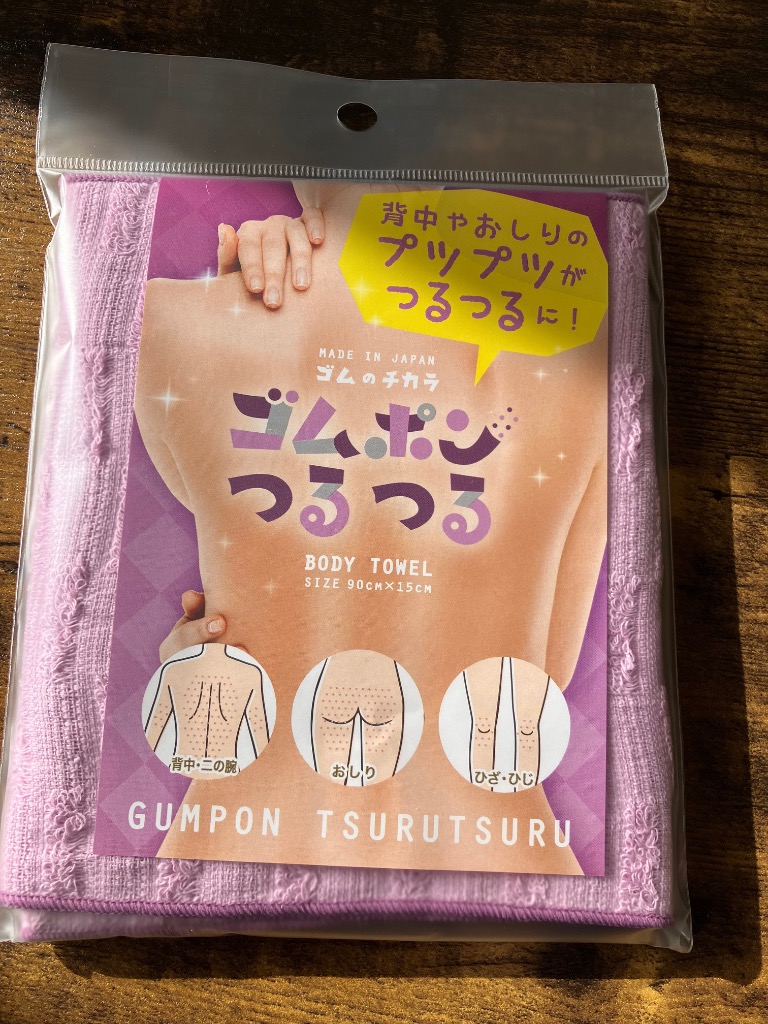 背中やおしりの
プツプツが
つるつるに！
MADE IN JAPAN
ゴムのチカラ
ゴムポン
つるつる
BODY TOWEL
SIZE 90cm×15cm
背中・二の腕
おしり
ひざ・ひじ
GUMPON TSURUTSURU